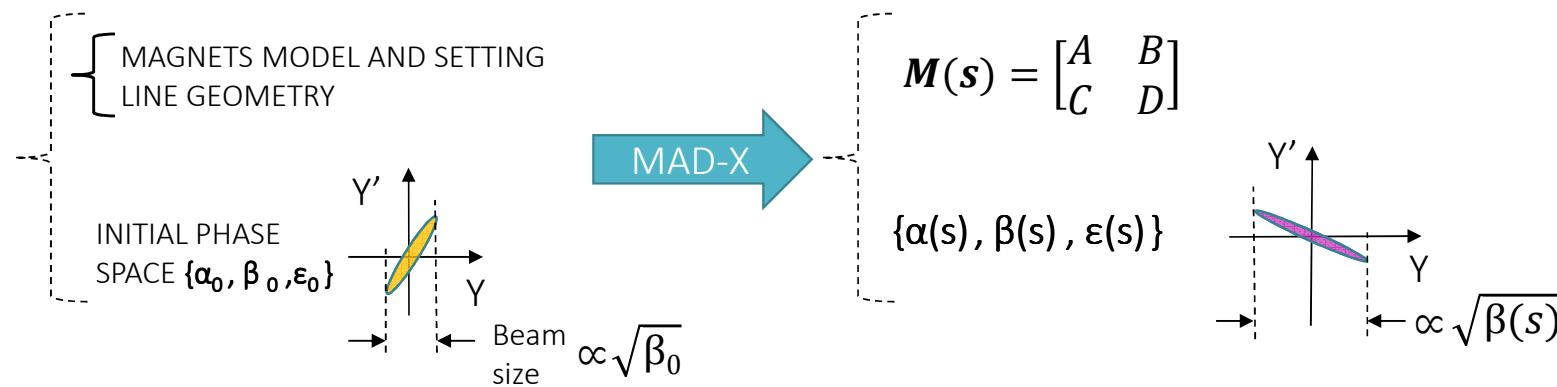 MAGNETS MODEL AND SETTING
LINE GEOMETRY
INITIAL PHASE
SPACE {α₀, β₀,ε₀}
Y’
Y
Beam
size ∝√β₀
MAD-X
M(s) = [A B
C D]
{α(s), β(s), ε(s)}
Y’
Y
∝√β(s)